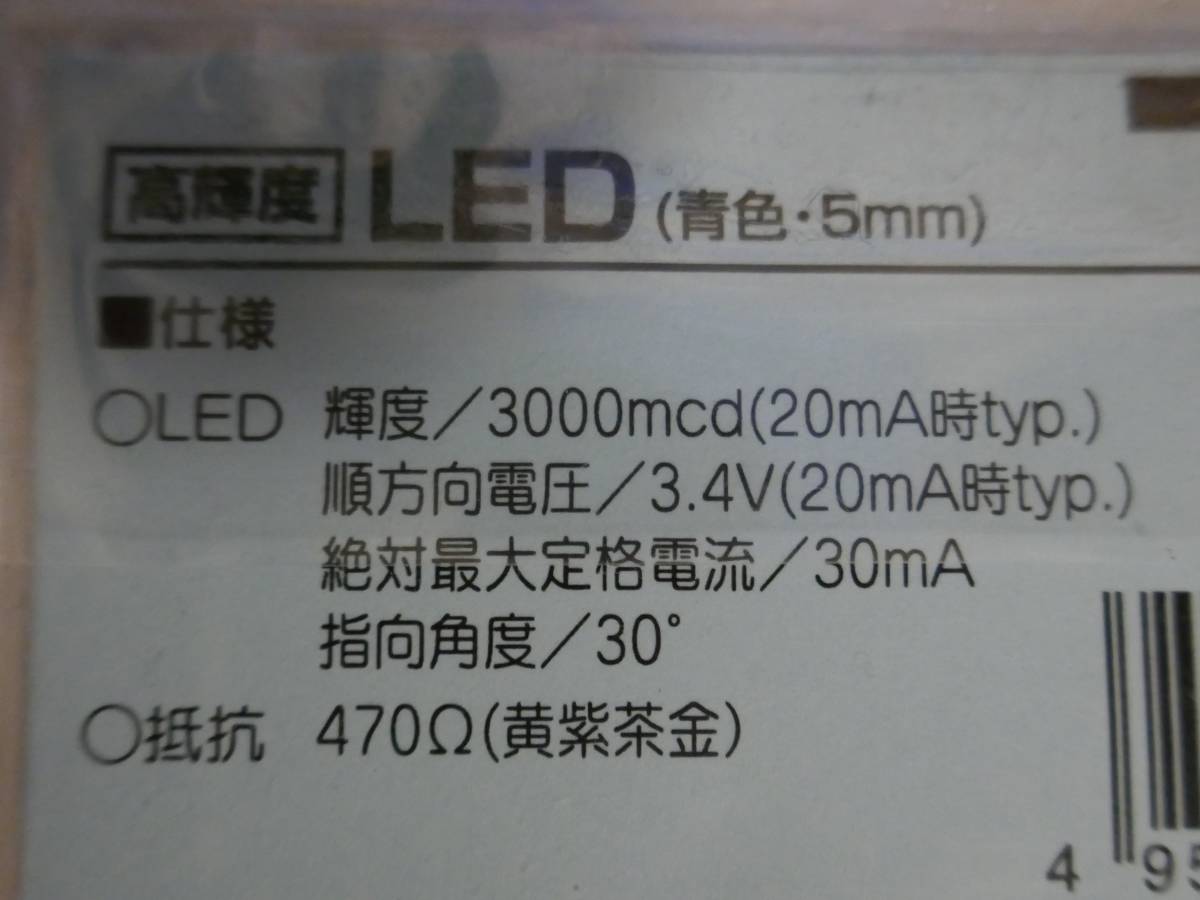 高輝度 LED (青色・5mm)
■仕様
○LED 輝度／3000mcd(20mA時typ.)
順方向電圧／3.4V(20mA時typ.)
絶対最大定格電流／30mA
指向角度／30°
○抵抗 470Ω(黄紫茶金)
4 95